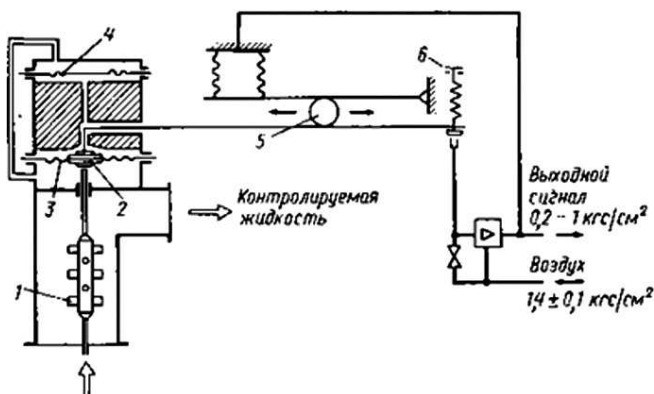 4
6
5
3
2
Контролируемая
жидкость
1
Выходной
сигнал
0,2 – 1 кгс/см²
Воздух
1,4 ± 0,1 кгс/см²